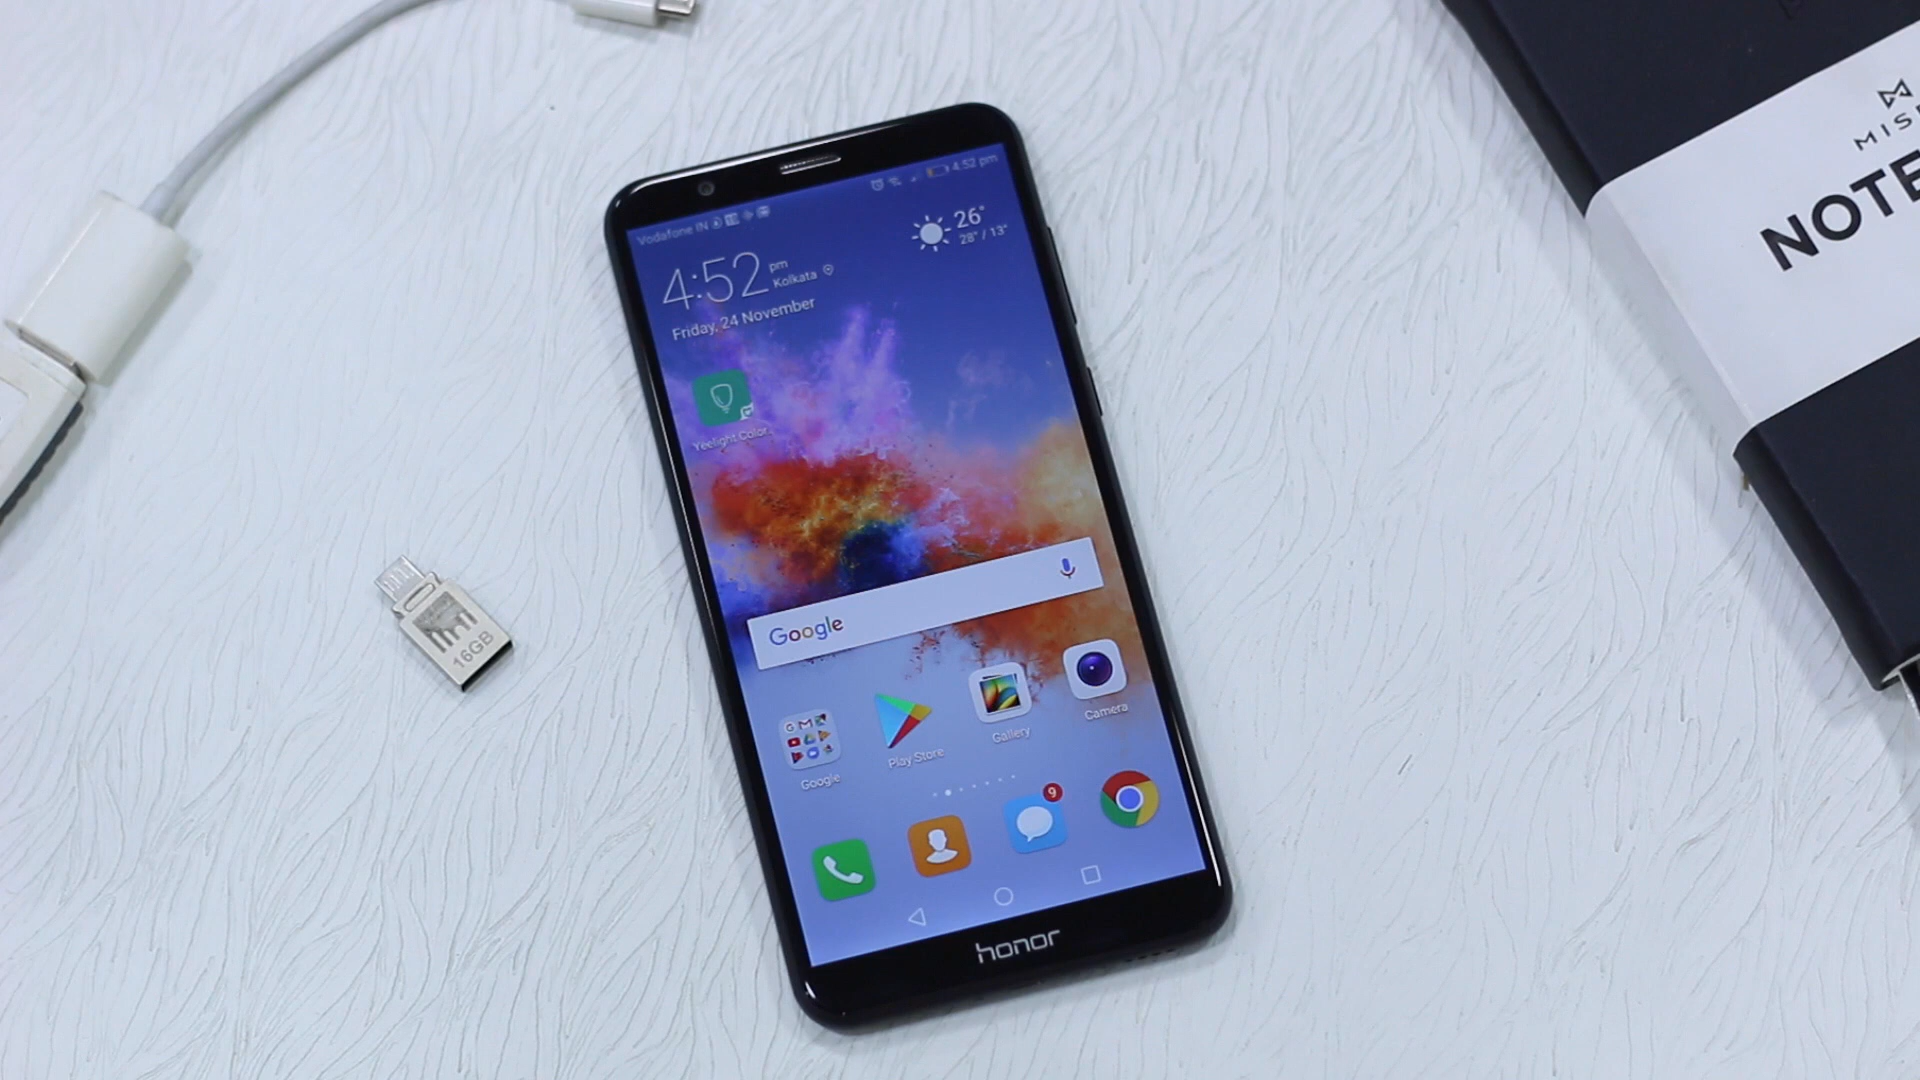 MIS
NOTE
4:52 pm
Vodafone IN
26°
28° / 13°
4:52 pm
Kolkata
Friday, 24 November
Yeelight Color..
Google
16GB
Google
Play Store
Gallery
Camera
9
honor